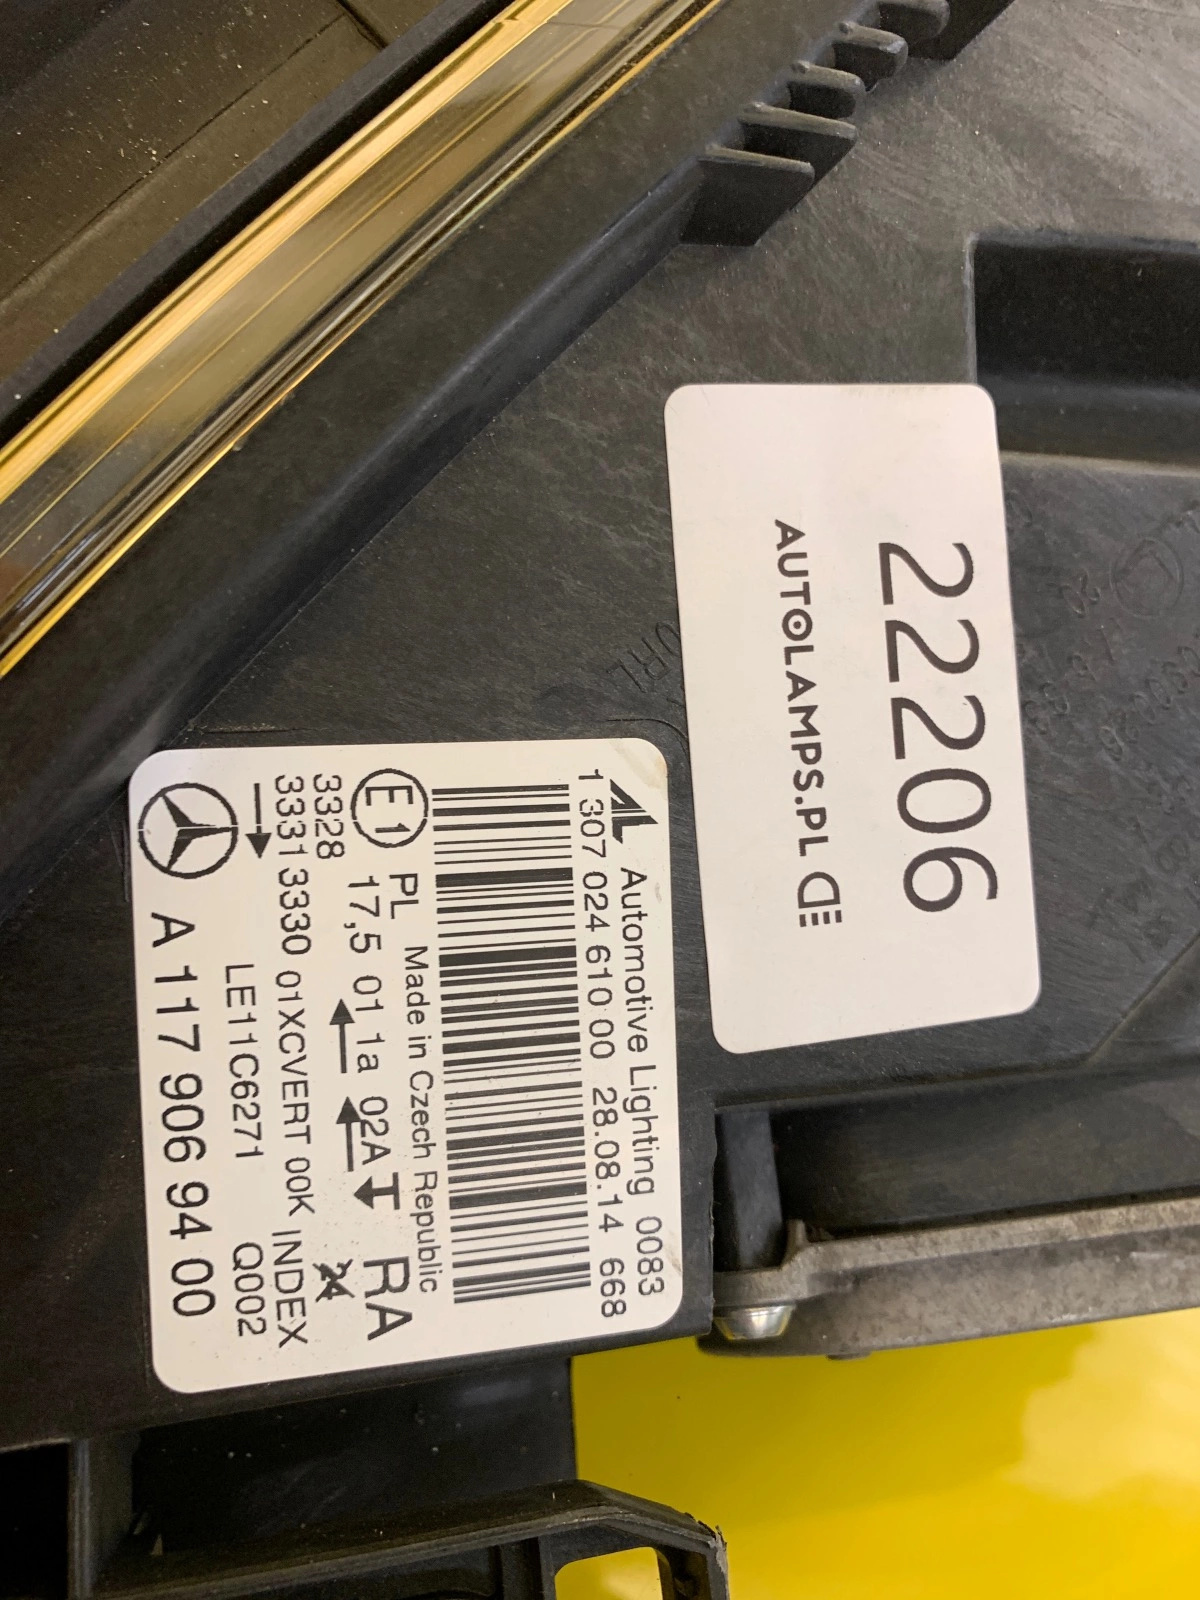 22206
AUTOLAMPS.PL
AL Automotive Lighting 0083
1 307 024 610 00 28.08.14 668
Made in Czech Republic
E1 PL 17,5 01 1a 02A RA
3328
3331 3330 01XCVERT 00K INDEX
LE11C6271 Q002
A 117 906 94 00
DRL